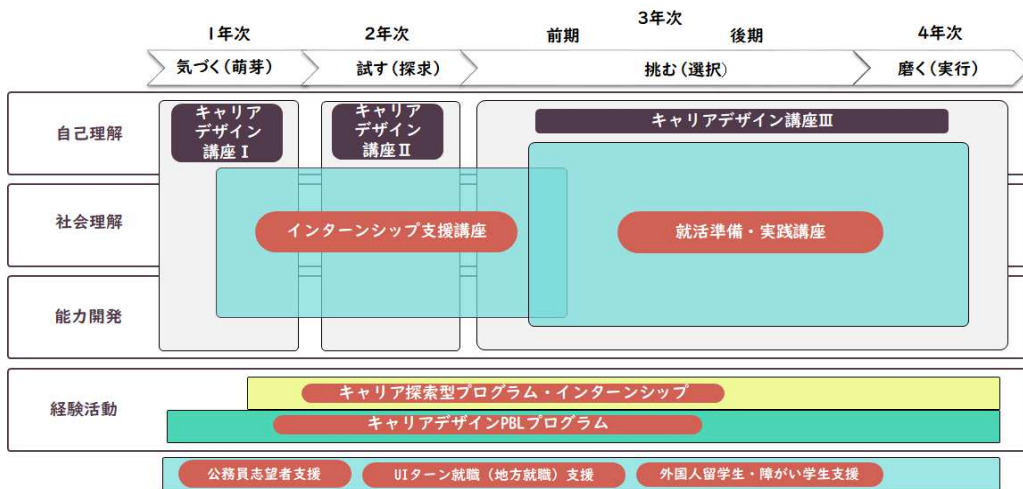 3年次
1年次
2年次
前期
後期
4年次
気づく(萌芽)
試す(探求)
挑む(選択)
磨く(実行)
自己理解
キャリア
デザイン
講座Ⅰ
キャリア
デザイン
講座Ⅱ
キャリアデザイン講座Ⅲ
社会理解
インターンシップ支援講座
就活準備・実践講座
能力開発
経験活動
キャリア探索型プログラム・インターンシップ
キャリアデザインPBLプログラム
公務員志望者支援
UIターン就職(地方就職)支援
外国人留学生・障がい学生支援